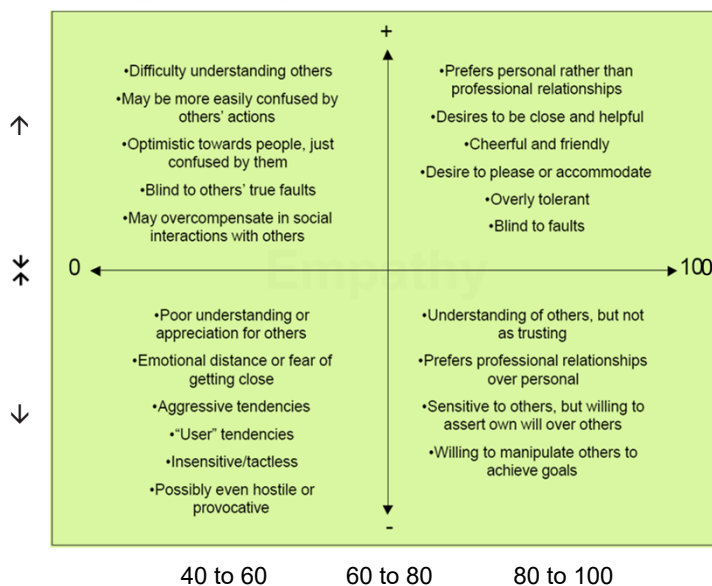 +
•Difficulty understanding others
•May be more easily confused by
others' actions
•Optimistic towards people, just
confused by them
•Blind to others' true faults
•May overcompensate in social
interactions with others
•Prefers personal rather than
professional relationships
•Desires to be close and helpful
•Cheerful and friendly
•Desire to please or accommodate
•Overly tolerant
•Blind to faults
0
Empathy
100
•Poor understanding or
appreciation for others
•Emotional distance or fear of
getting close
•Aggressive tendencies
•"User" tendencies
•Insensitive/tactless
•Possibly even hostile or
provocative
•Understanding of others, but not
as trusting
•Prefers professional relationships
over personal
•Sensitive to others, but willing to
assert own will over others
•Willing to manipulate others to
achieve goals
-
40 to 60
60 to 80
80 to 100